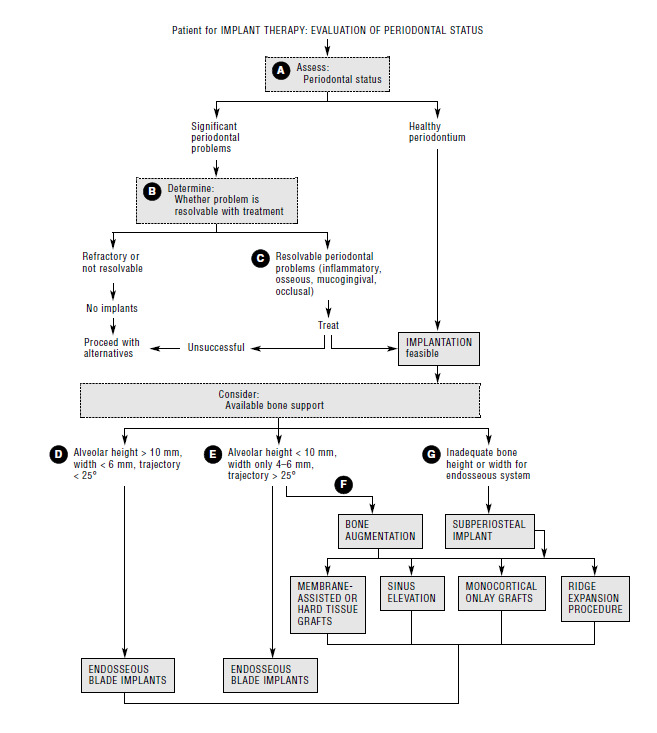 Patient for IMPLANT THERAPY: EVALUATION OF PERIODONTAL STATUS
A Assess:
Periodontal status
Significant
periodontal
problems
Healthy
periodontium
B Determine:
Whether problem is
resolvable with treatment
Refractory or
not resolvable
C Resolvable periodontal
problems (inflammatory,
osseous, mucogingival,
occlusal)
No implants
Treat
Proceed with
alternatives
Unsuccessful
IMPLANTATION
feasible
Consider:
Available bone support
D Alveolar height > 10 mm,
width < 6 mm, trajectory
< 25°
E Alveolar height < 10 mm,
width only 4–6 mm,
trajectory > 25°
G Inadequate bone
height or width for
endosseous system
F
BONE
AUGMENTATION
SUBPERIOSTEAL
IMPLANT
MEMBRANE-
ASSISTED OR
HARD TISSUE
GRAFTS
SINUS
ELEVATION
MONOCORTICAL
ONLAY GRAFTS
RIDGE
EXPANSION
PROCEDURE
ENDOSSEOUS
BLADE IMPLANTS
ENDOSSEOUS
BLADE IMPLANTS